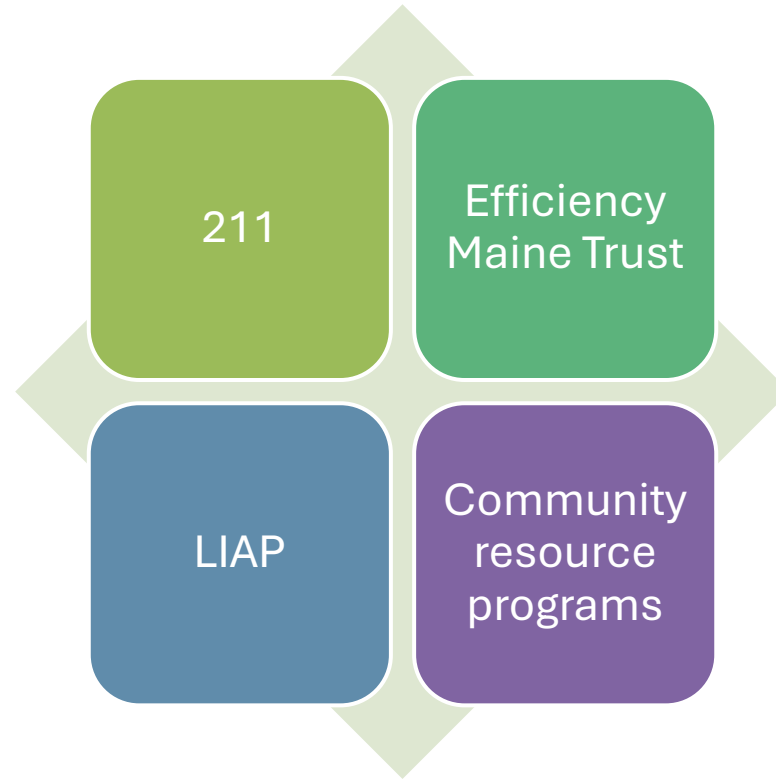 211
Efficiency
Maine Trust
LIAP
Community
resource
programs